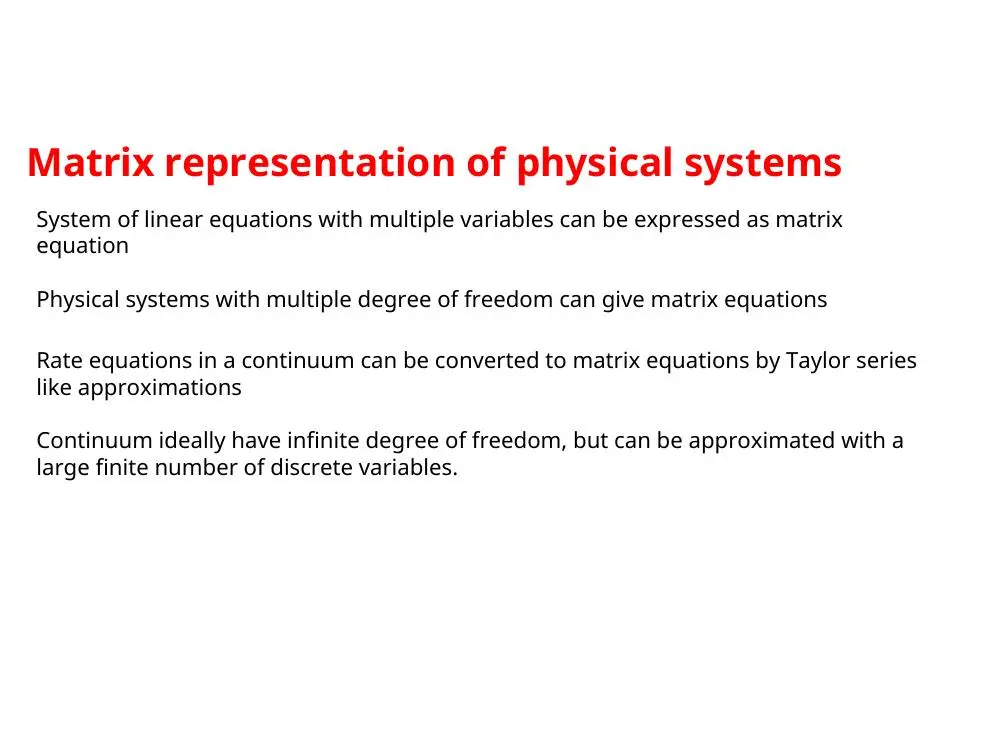 Matrix representation of physical systems
System of linear equations with multiple variables can be expressed as matrix
equation
Physical systems with multiple degree of freedom can give matrix equations
Rate equations in a continuum can be converted to matrix equations by Taylor series
like approximations
Continuum ideally have infinite degree of freedom, but can be approximated with a
large finite number of discrete variables.